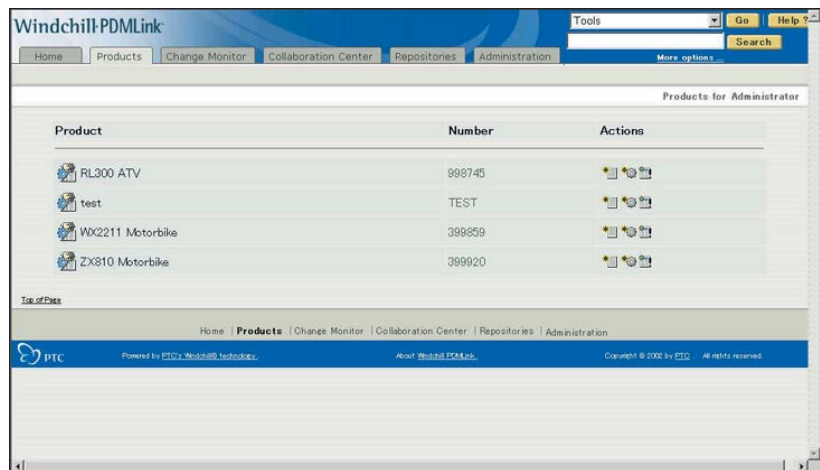 Windchill PDMLink
Tools Go Help ?
Search
Home Products Change Monitor Collaboration Center Repositories Administration
More options ...
Products for Administrator
Product Number Actions
RL300 ATV 998745
test TEST
WX2211 Motorbike 399859
ZX810 Motorbike 399920
Top of Page
Home | Products | Change Monitor | Collaboration Center | Repositories | Administration
PTC Powered by PTC's Windchill® technology. About Windchill PDMLink. Copyright © 2002 by PTC . All rights reserved.